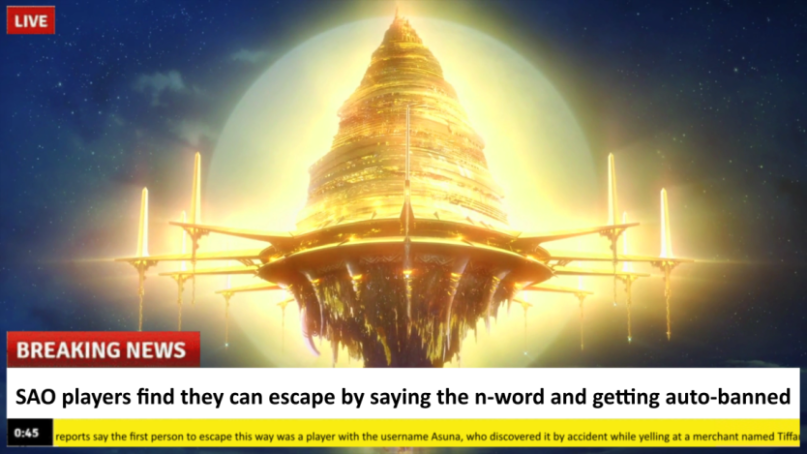 LIVE
BREAKING NEWS
SAO players find they can escape by saying the n-word and getting auto-banned
0:45
reports say the first person to escape this way was a player with the username Asuna, who discovered it by accident while yelling at a merchant named